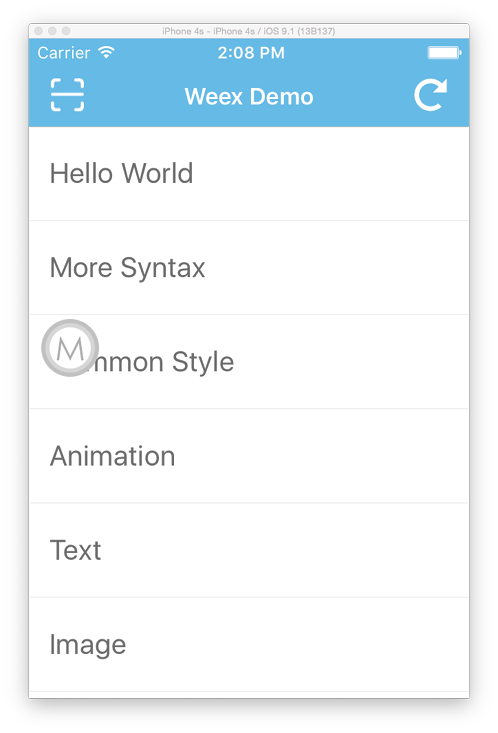 iPhone 4s - iPhone 4s / iOS 9.1 (13B137)
Carrier 2:08 PM
Weex Demo
Hello World
More Syntax
M
mmon Style
Animation
Text
Image